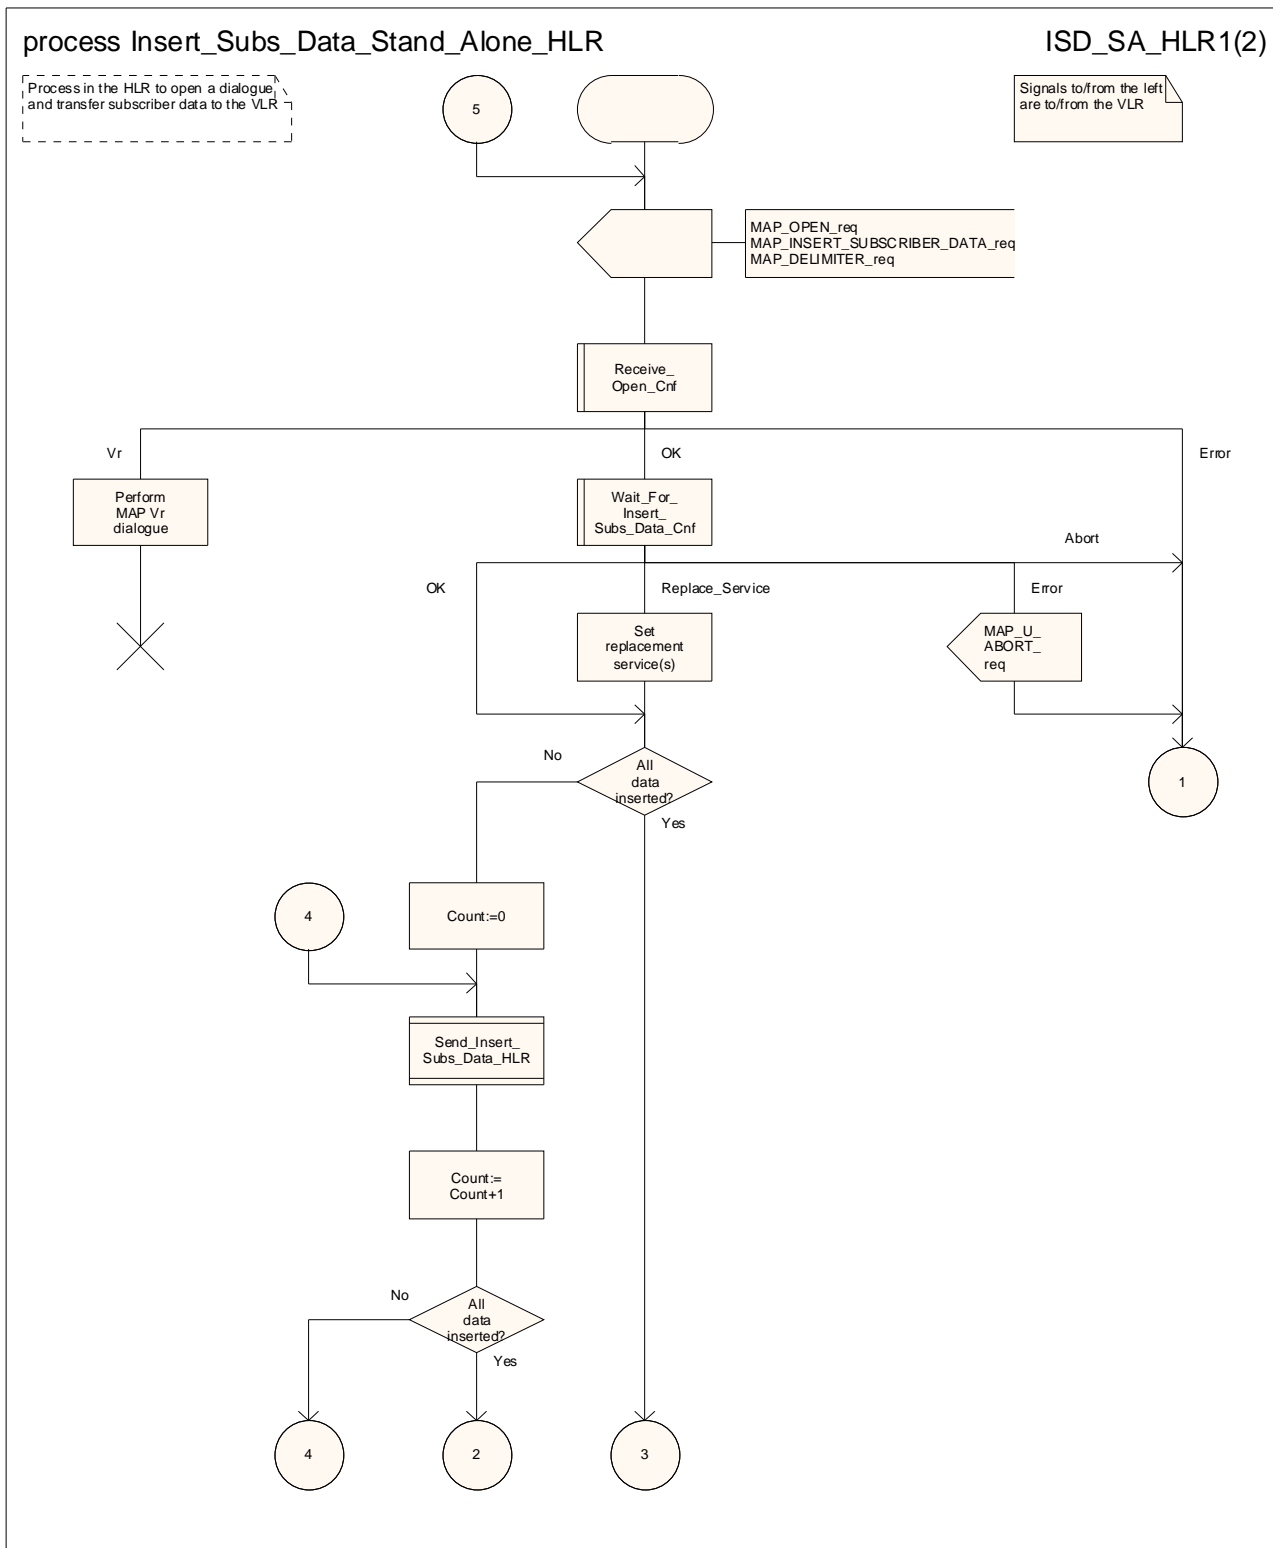 process Insert_Subs_Data_Stand_Alone_HLR
ISD_SA_HLR1(2)
Process in the HLR to open a dialogue
and transfer subscriber data to the VLR
5
Signals to/from the left
are to/from the VLR
MAP_OPEN_req
MAP_INSERT_SUBSCRIBER_DATA_req
MAP_DELIMITER_req
Receive_
Open_Cnf
Vr
OK
Error
Perform
MAP Vr
dialogue
Wait_For_
Insert_
Subs_Data_Cnf
Abort
OK
Replace_Service
Error
Set
replacement
service(s)
MAP_U_
ABORT_
req
No
All
data
inserted?
Yes
1
4
Count:=0
Send_Insert_
Subs_Data_HLR
Count:=
Count+1
No
All
data
inserted?
Yes
4
2
3